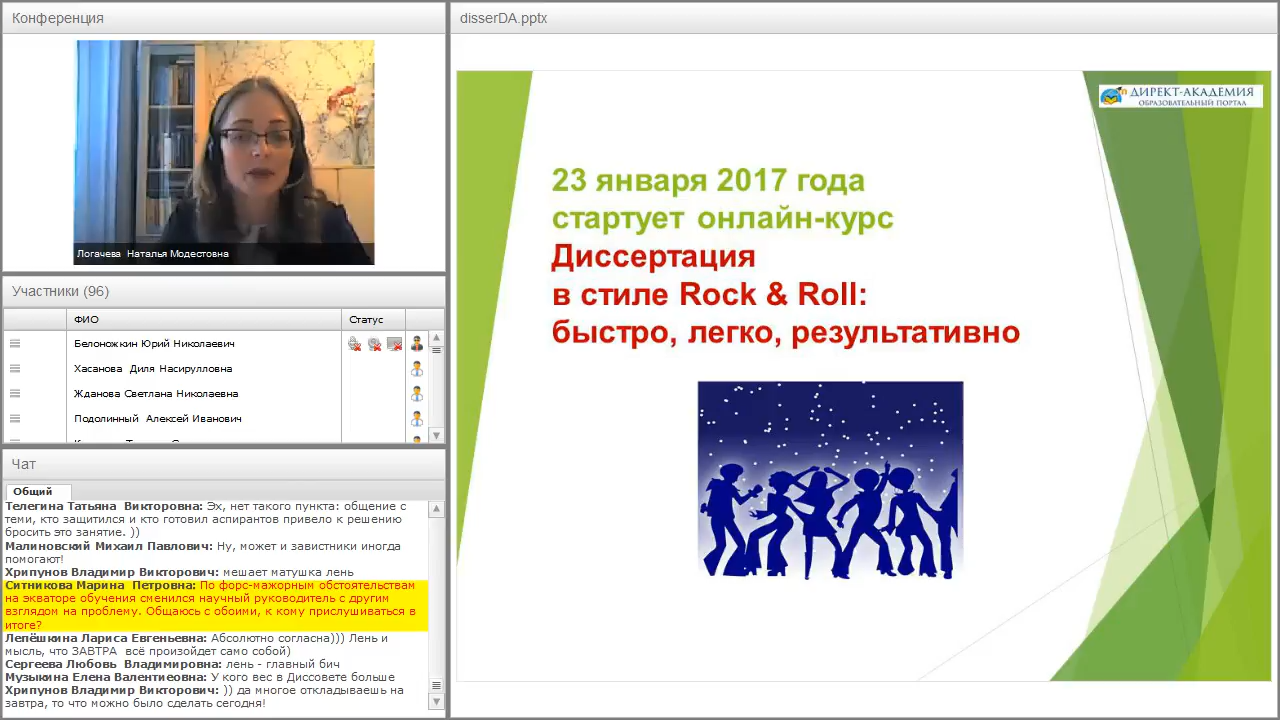 Конференция
Логачева Наталья Модестовна
Участники (96)
ФИО
Статус
Белоножкин Юрий Николаевич
Хасанова Диля Насирулловна
Жданова Светлана Николаевна
Подолинный Алексей Иванович
Чат
Общий
Телегина Татьяна Викторовна: Эх, нет такого пункта: общение с
теми, кто защитился и кто готовил аспирантов привело к решению
бросить это занятие. ))
Малиновский Михаил Павлович: Ну, может и завистники иногда
помогают!
Хрипунов Владимир Викторович: мешает матушка лень
Ситникова Марина Петровна: По форс-мажорным обстоятельствам
на экваторе обучения сменился научный руководитель с другим
взглядом на проблему. Общаюсь с обоими, к кому прислушиваться в
итоге?
Лепёшкина Лариса Евгеньевна: Абсолютно согласна))) Лень и
мысль, что ЗАВТРА всё произойдет само собой)
Сергеева Любовь Владимировна: лень - главный бич
Музыкина Елена Валентиеовна: У кого вес в Диссовете больше
Хрипунов Владимир Викторович: )) да многое откладываешь на
завтра, то что можно было сделать сегодня!
disserDA.pptx
ДИРЕКТ-АКАДЕМИЯ
ОБРАЗОВАТЕЛЬНЫЙ ПОРТАЛ
23 января 2017 года
стартует онлайн-курс
Диссертация
в стиле Rock & Roll:
быстро, легко, результативно